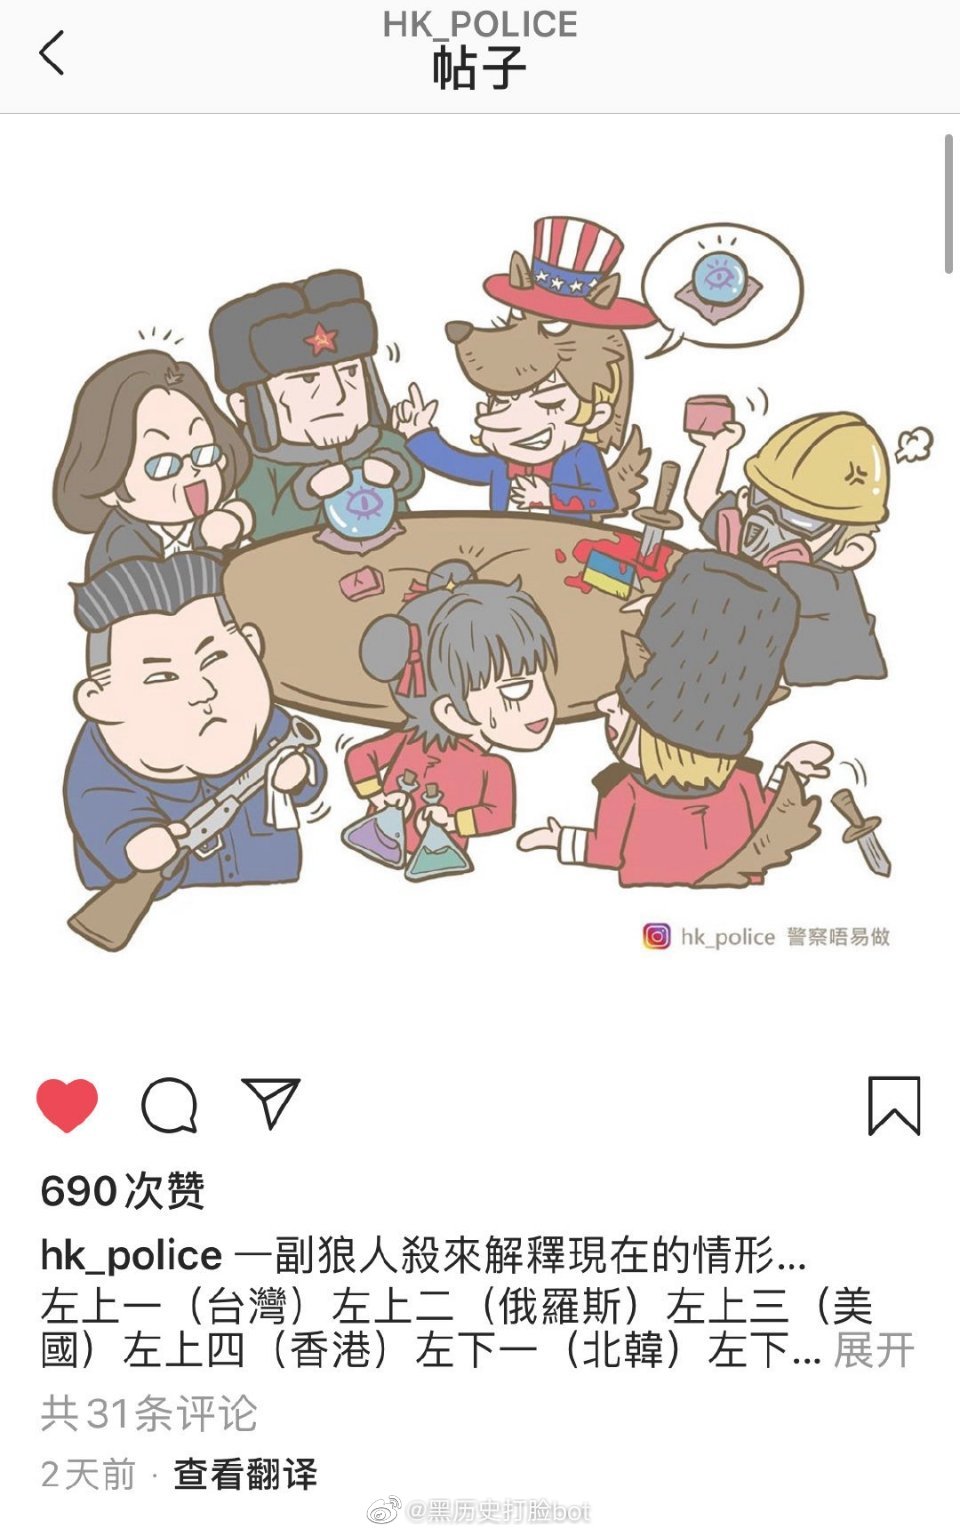 HK_POLICE
帖子
hk_police 警察唔易做
690次赞
hk_police 一副狼人殺來解釋現在的情形...
左上一（台灣）左上二（俄羅斯）左上三（美
國）左上四（香港）左下一（北韓）左下... 展开
共31条评论
2天前 · 查看翻译
@黑历史打脸bot